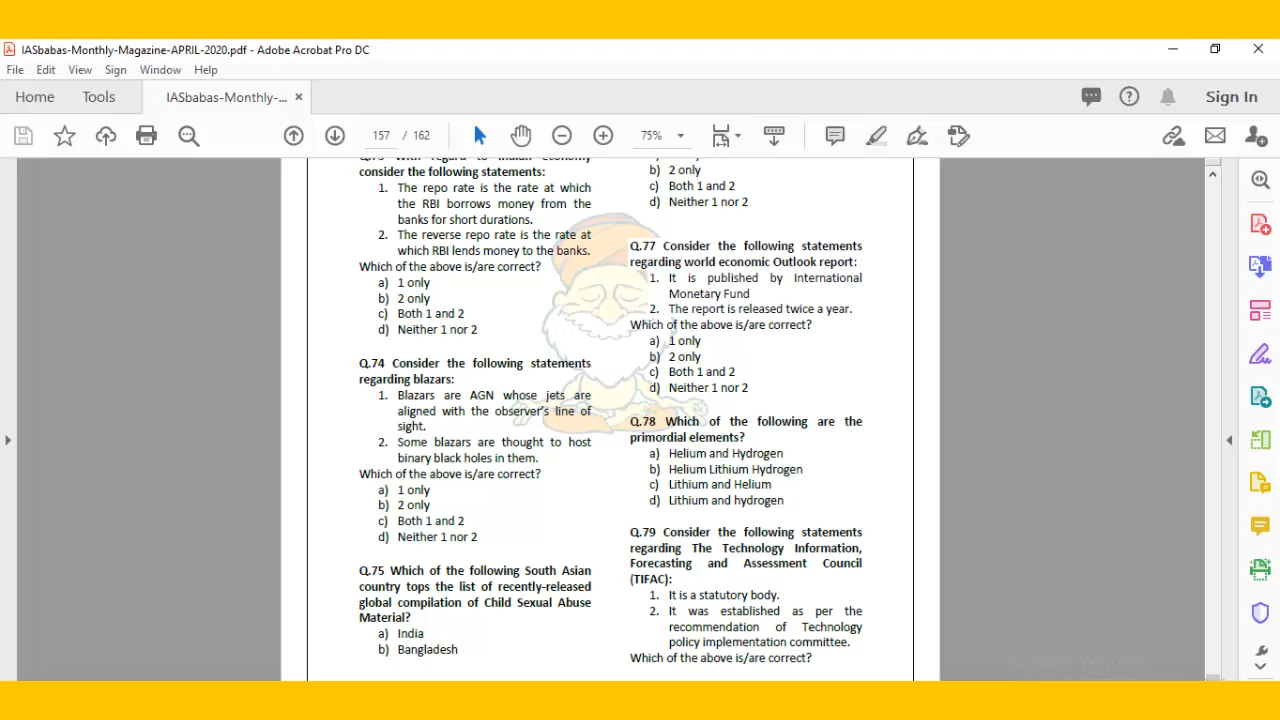 IASbabas-Monthly-Magazine-APRIL-2020.pdf - Adobe Acrobat Pro DC
File Edit View Sign Window Help
Home Tools IASbabas-Monthly-... × Sign In
157 / 162 75%
Q.73 With regard to Indian economy
consider the following statements:
1. The repo rate is the rate at which
the RBI borrows money from the
banks for short durations.
2. The reverse repo rate is the rate at
which RBI lends money to the banks.
Which of the above is/are correct?
a) 1 only
b) 2 only
c) Both 1 and 2
d) Neither 1 nor 2
Q.74 Consider the following statements
regarding blazars:
1. Blazars are AGN whose jets are
aligned with the observer's line of
sight.
2. Some blazars are thought to host
binary black holes in them.
Which of the above is/are correct?
a) 1 only
b) 2 only
c) Both 1 and 2
d) Neither 1 nor 2
Q.75 Which of the following South Asian
country tops the list of recently-released
global compilation of Child Sexual Abuse
Material?
a) India
b) Bangladesh
b) 2 only
c) Both 1 and 2
d) Neither 1 nor 2
Q.77 Consider the following statements
regarding world economic Outlook report:
1. It is published by International
Monetary Fund
2. The report is released twice a year.
Which of the above is/are correct?
a) 1 only
b) 2 only
c) Both 1 and 2
d) Neither 1 nor 2
Q.78 Which of the following are the
primordial elements?
a) Helium and Hydrogen
b) Helium Lithium Hydrogen
c) Lithium and Helium
d) Lithium and hydrogen
Q.79 Consider the following statements
regarding The Technology Information,
Forecasting and Assessment Council
(TIFAC):
1. It is a statutory body.
2. It was established as per the
recommendation of Technology
policy implementation committee.
Which of the above is/are correct?